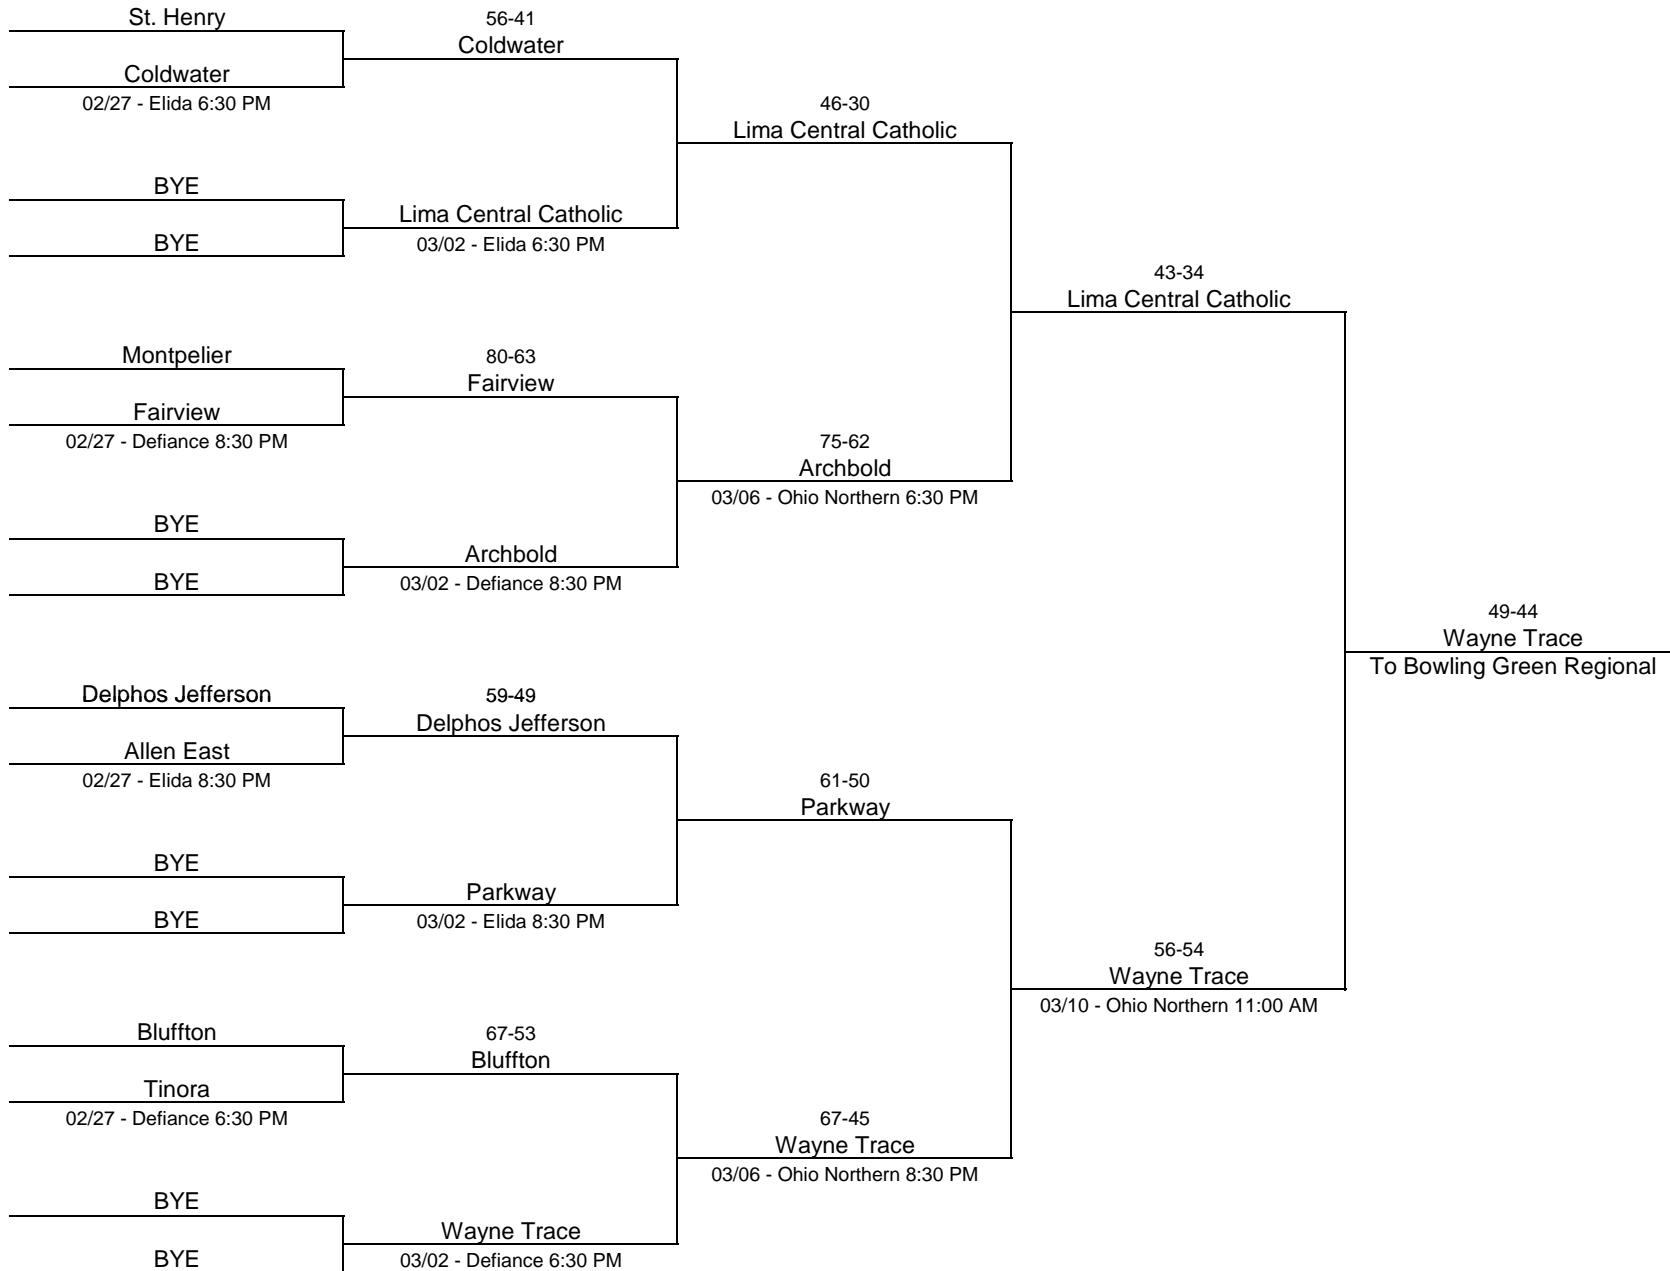 St. Henry
56-41
Coldwater
Coldwater
02/27 - Elida 6:30 PM
46-30
Lima Central Catholic
BYE
Lima Central Catholic
BYE
03/02 - Elida 6:30 PM
43-34
Lima Central Catholic
Montpelier
80-63
Fairview
Fairview
02/27 - Defiance 8:30 PM
75-62
Archbold
03/06 - Ohio Northern 6:30 PM
BYE
Archbold
BYE
03/02 - Defiance 8:30 PM
49-44
Wayne Trace
To Bowling Green Regional
Delphos Jefferson
59-49
Delphos Jefferson
Allen East
02/27 - Elida 8:30 PM
61-50
Parkway
BYE
Parkway
BYE
03/02 - Elida 8:30 PM
56-54
Wayne Trace
03/10 - Ohio Northern 11:00 AM
Bluffton
67-53
Bluffton
Tinora
02/27 - Defiance 6:30 PM
67-45
Wayne Trace
03/06 - Ohio Northern 8:30 PM
BYE
Wayne Trace
BYE
03/02 - Defiance 6:30 PM